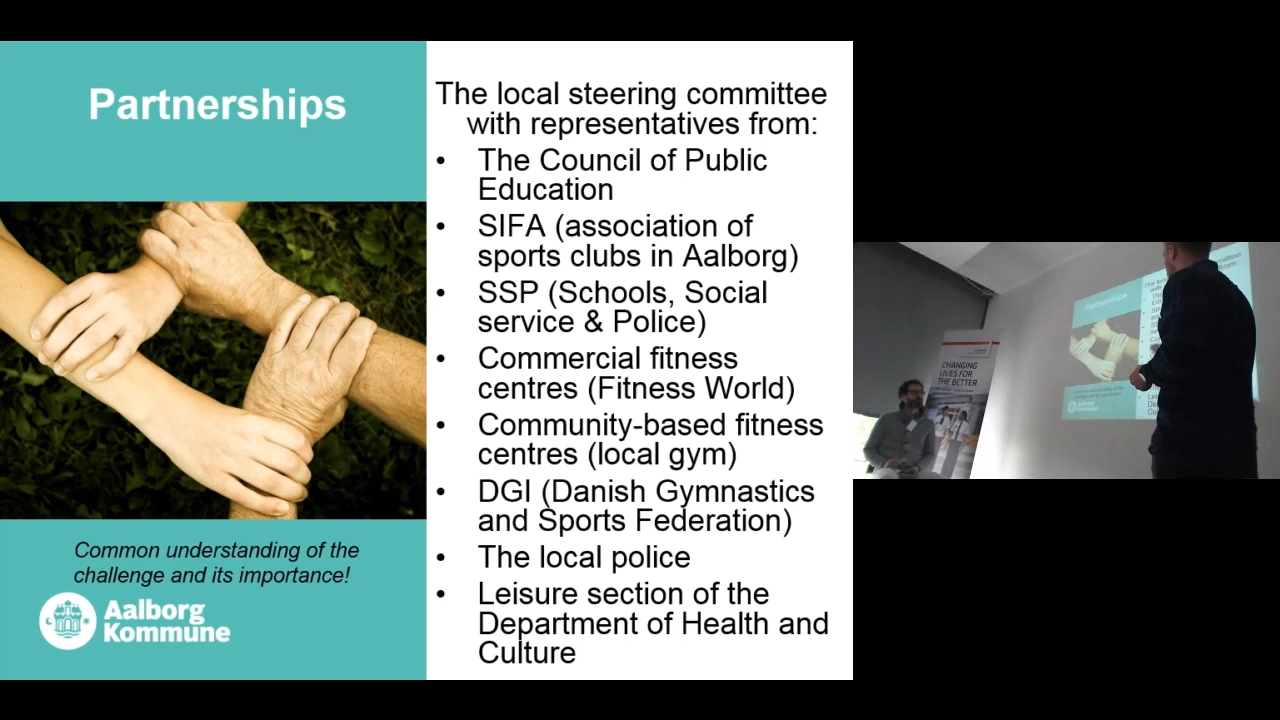 Partnerships
The local steering committee
with representatives from:
• The Council of Public
Education
• SIFA (association of
sports clubs in Aalborg)
• SSP (Schools, Social
service & Police)
• Commercial fitness
centres (Fitness World)
• Community-based fitness
centres (local gym)
• DGI (Danish Gymnastics
and Sports Federation)
• The local police
• Leisure section of the
Department of Health and
Culture
Common understanding of the
challenge and its importance!
Aalborg
Kommune
CHANGING
LIVES FOR
THE BETTER
Partnerships
Aalborg
Kommune